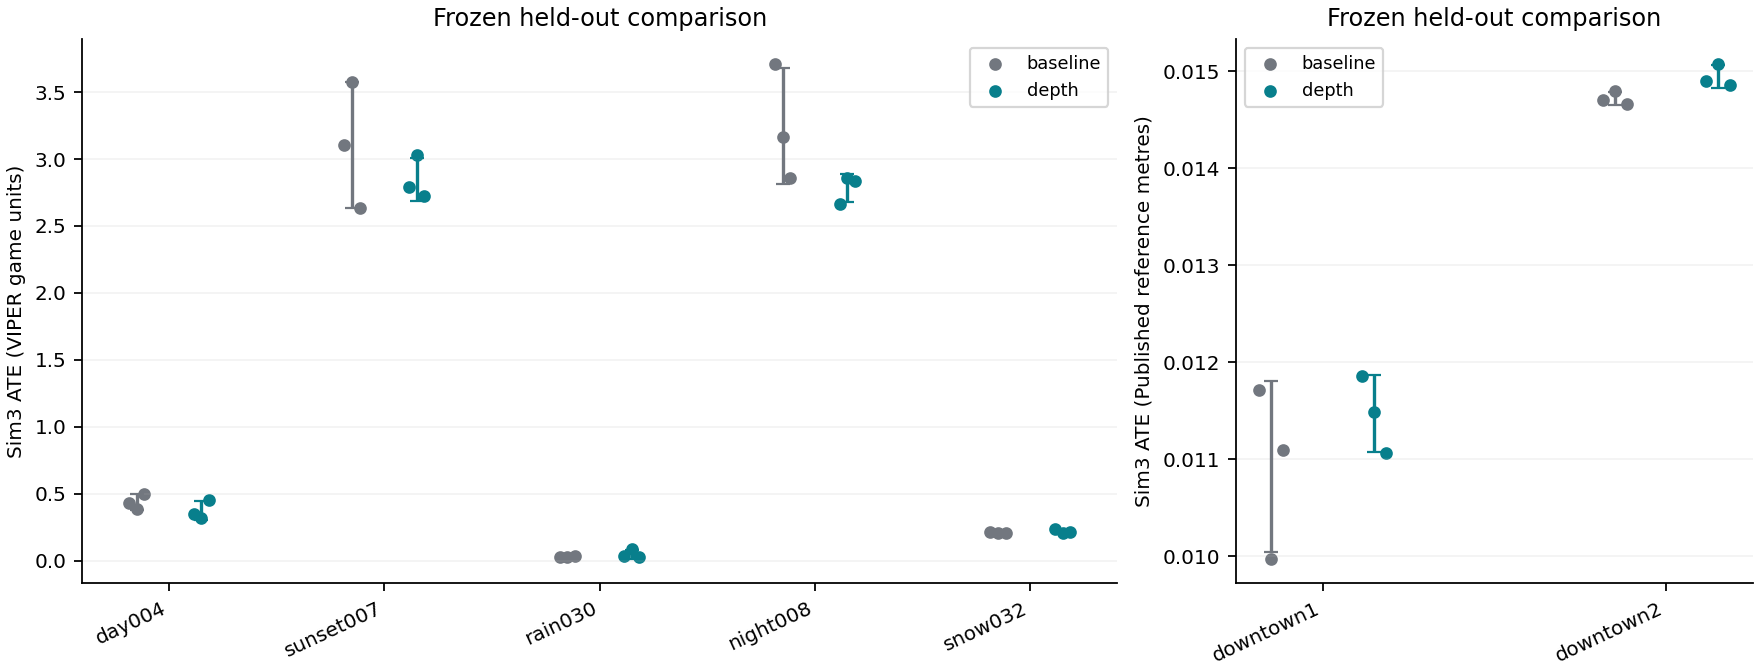 Frozen held-out comparison
baseline
depth
Sim3 ATE (VIPER game units)
3.5
3.0
2.5
2.0
1.5
1.0
0.5
0.0
day004
sunset007
rain030
night008
snow032
Frozen held-out comparison
baseline
depth
Sim3 ATE (Published reference metres)
0.015
0.014
0.013
0.012
0.011
0.010
downtown1
downtown2